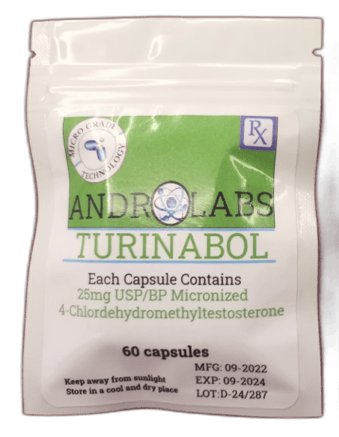 MICRO GRADE
TECHNOLOGY
RX
ANDROLABS
TURINABOL
Each Capsule Contains
25mg USP/BP Micronized
4-Chlordehydromethyltestosterone
60 capsules
Keep away from sunlight
Store in a cool and dry place
MFG: 09-2022
EXP: 09-2024
LOT:D-24/287